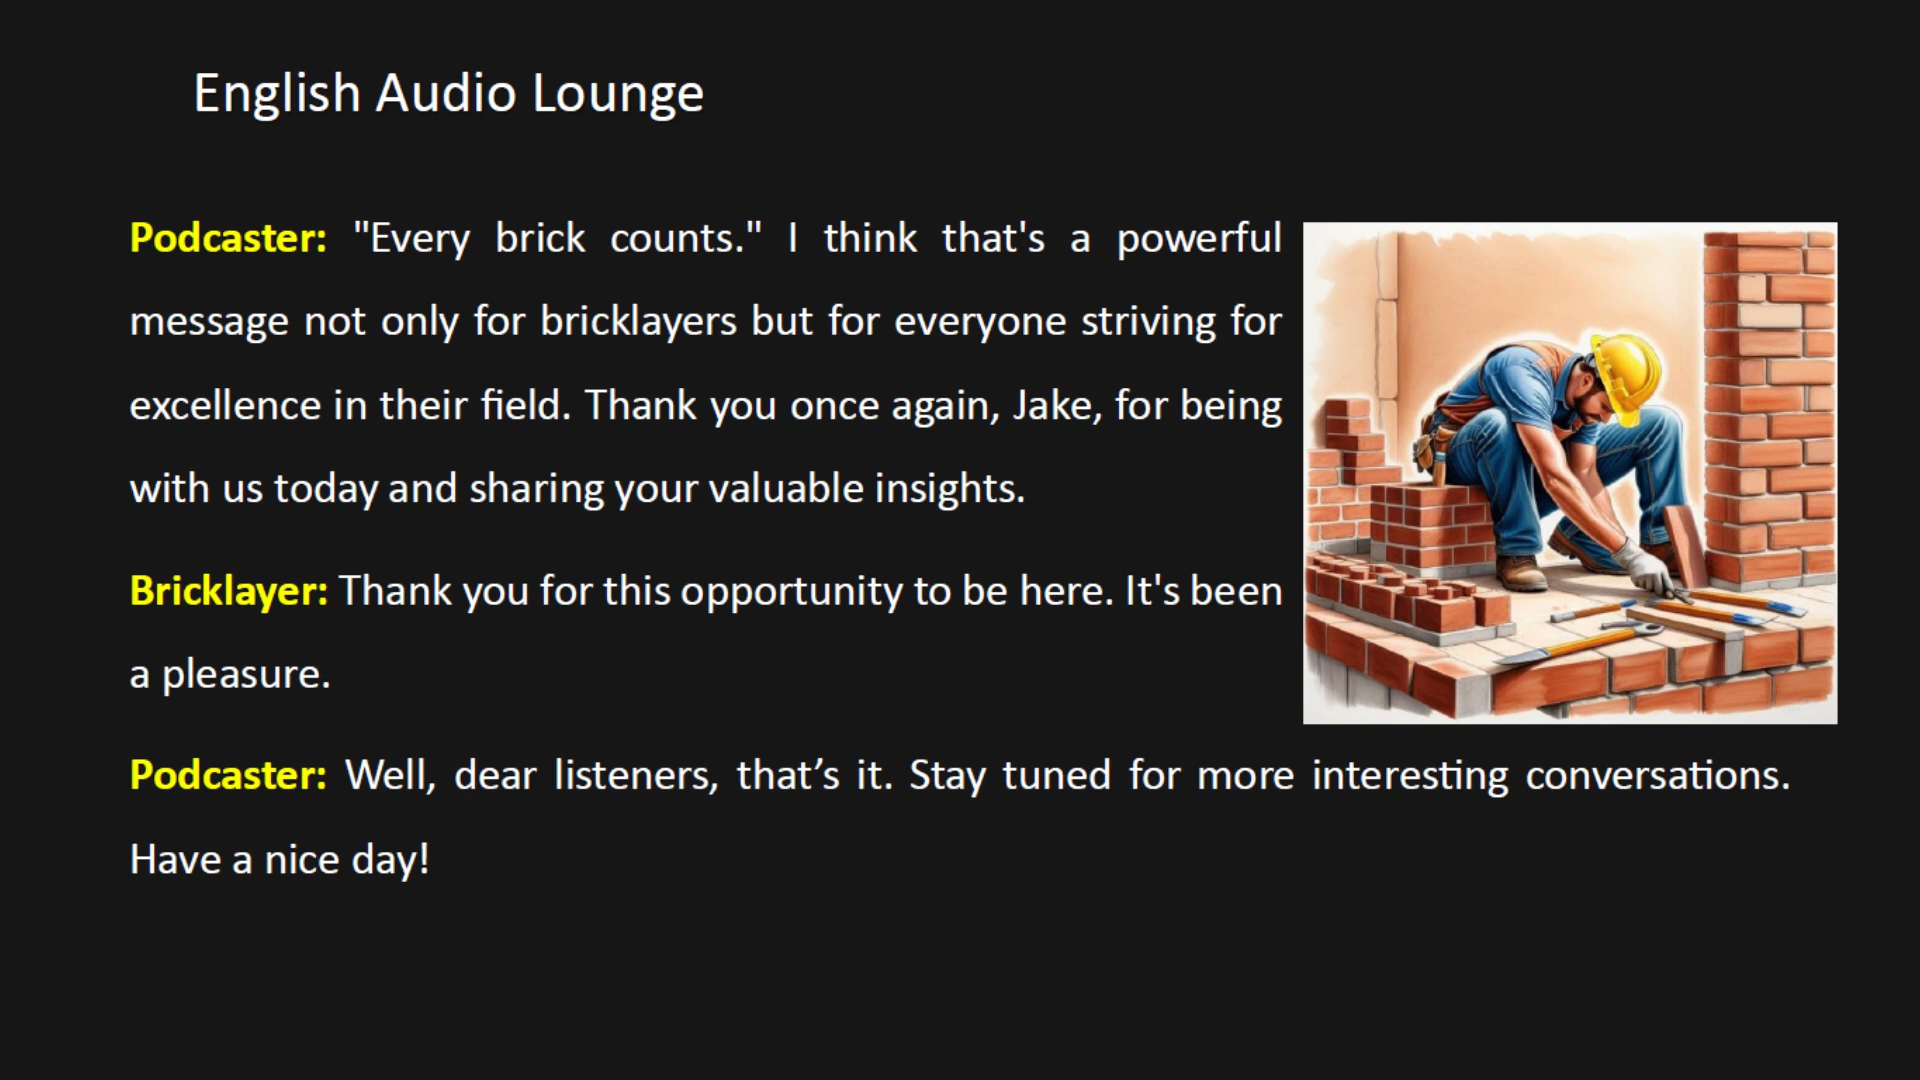 English Audio Lounge
Podcaster: "Every brick counts." I think that's a powerful
message not only for bricklayers but for everyone striving for
excellence in their field. Thank you once again, Jake, for being
with us today and sharing your valuable insights.
Bricklayer: Thank you for this opportunity to be here. It's been
a pleasure.
Podcaster: Well, dear listeners, that’s it. Stay tuned for more interesting conversations.
Have a nice day!